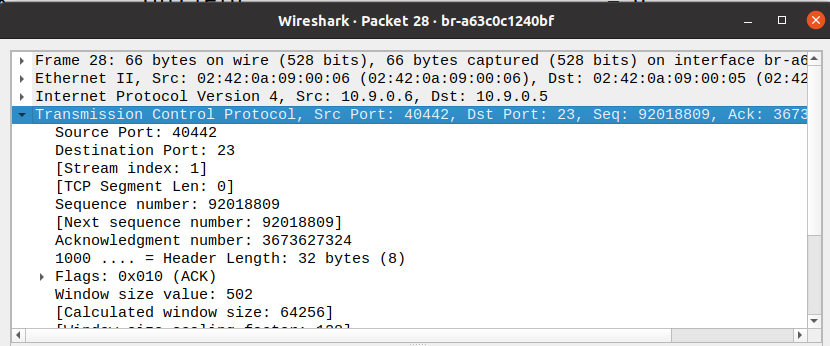 Wireshark · Packet 28 · br-a63c0c1240bf
Frame 28: 66 bytes on wire (528 bits), 66 bytes captured (528 bits) on interface br-a6
Ethernet II, Src: 02:42:0a:09:00:06 (02:42:0a:09:00:06), Dst: 02:42:0a:09:00:05 (02:42
Internet Protocol Version 4, Src: 10.9.0.6, Dst: 10.9.0.5
Transmission Control Protocol, Src Port: 40442, Dst Port: 23, Seq: 92018809, Ack: 3673
Source Port: 40442
Destination Port: 23
[Stream index: 1]
[TCP Segment Len: 0]
Sequence number: 92018809
[Next sequence number: 92018809]
Acknowledgment number: 3673627324
1000 .... = Header Length: 32 bytes (8)
Flags: 0x010 (ACK)
Window size value: 502
[Calculated window size: 64256]
[Window size scaling factor: 128]